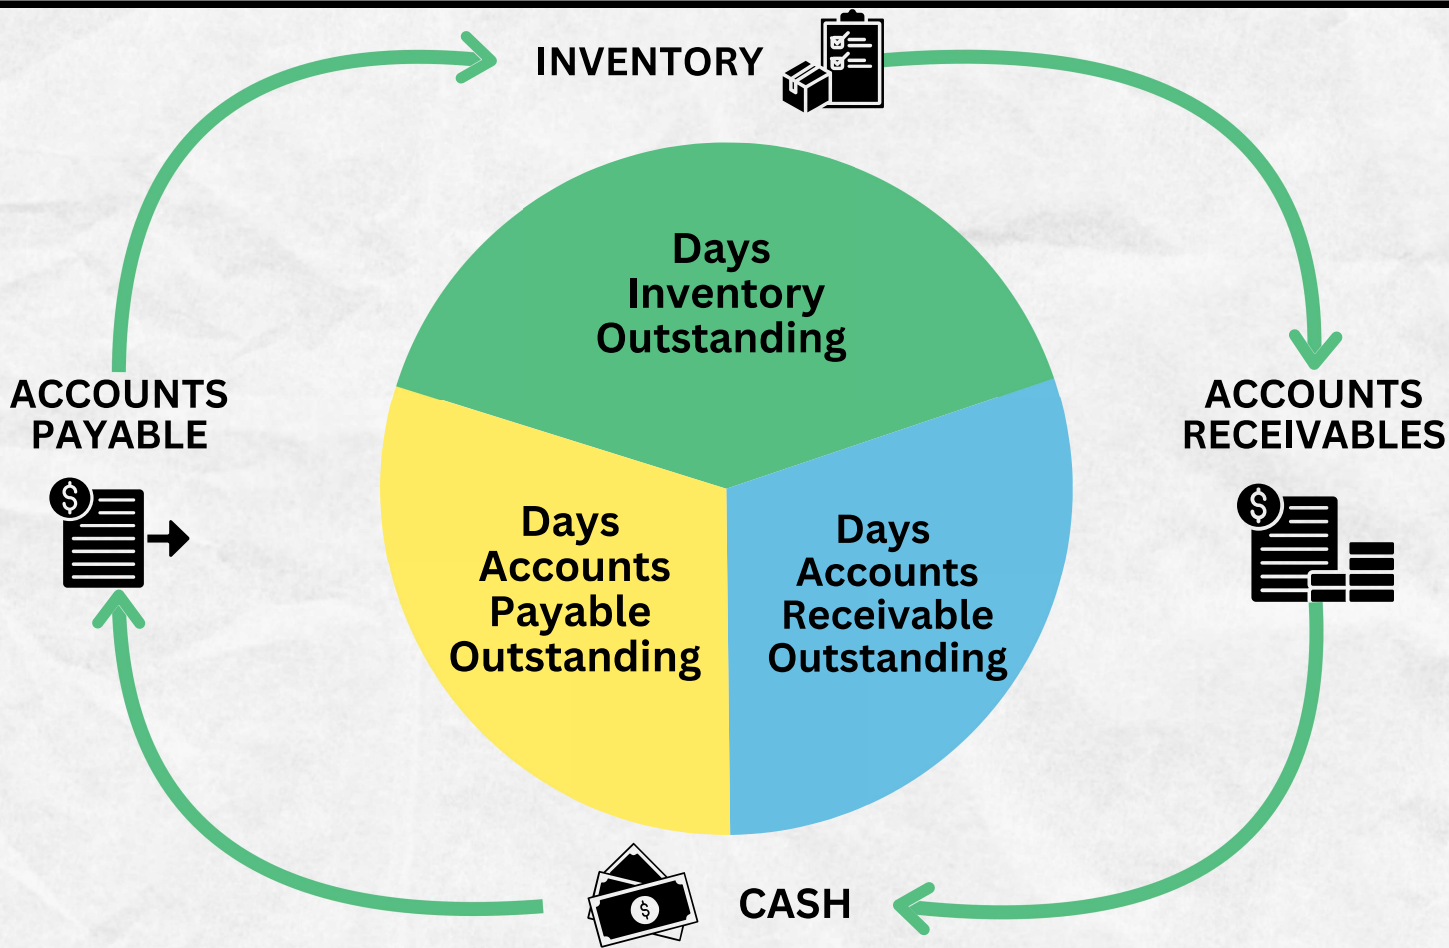 INVENTORY
Days
Inventory
Outstanding
ACCOUNTS
PAYABLE
$
ACCOUNTS
RECEIVABLES
$
Days
Accounts
Payable
Outstanding
Days
Accounts
Receivable
Outstanding
$
CASH